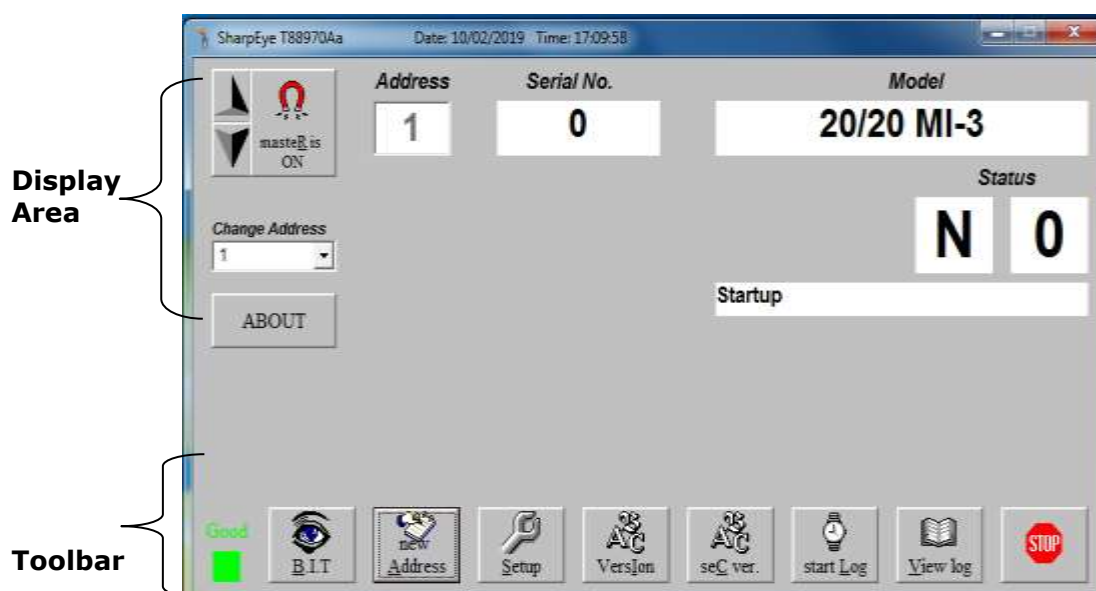 SharpEye T88970Aa Date: 10/02/2019 Time: 17:09:58
Address Serial No. Model
masteR is
ON
1 0 20/20 MI-3
Display
Area
Status
Change Address
1
N 0
Startup
ABOUT
Good
Toolbar
B.I.T
new
Address
Setup
VersIon
seC ver.
start Log
View log
STOP